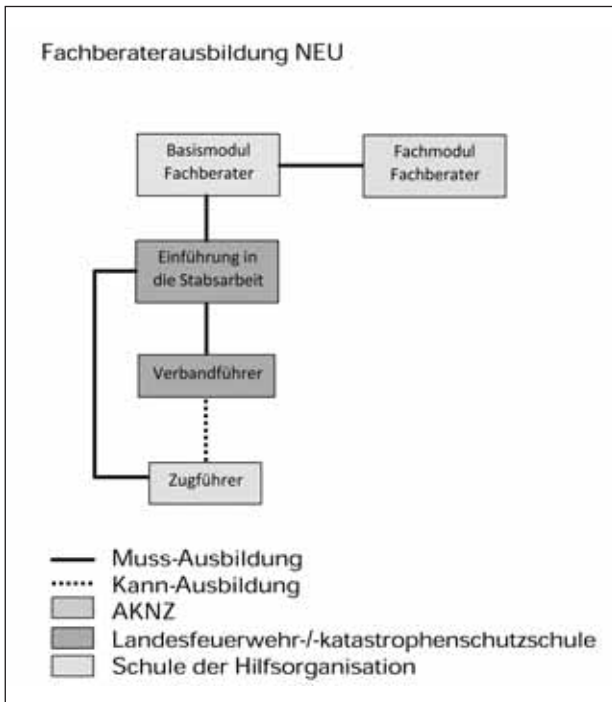 Fachberaterausbildung NEU
Basismodul
Fachberater
Fachmodul
Fachberater
Einführung in
die Stabsarbeit
Verbandführer
Zugführer
Muss-Ausbildung
Kann-Ausbildung
AKNZ
Landesfeuerwehr-/-katastrophenschutzschule
Schule der Hilfsorganisation